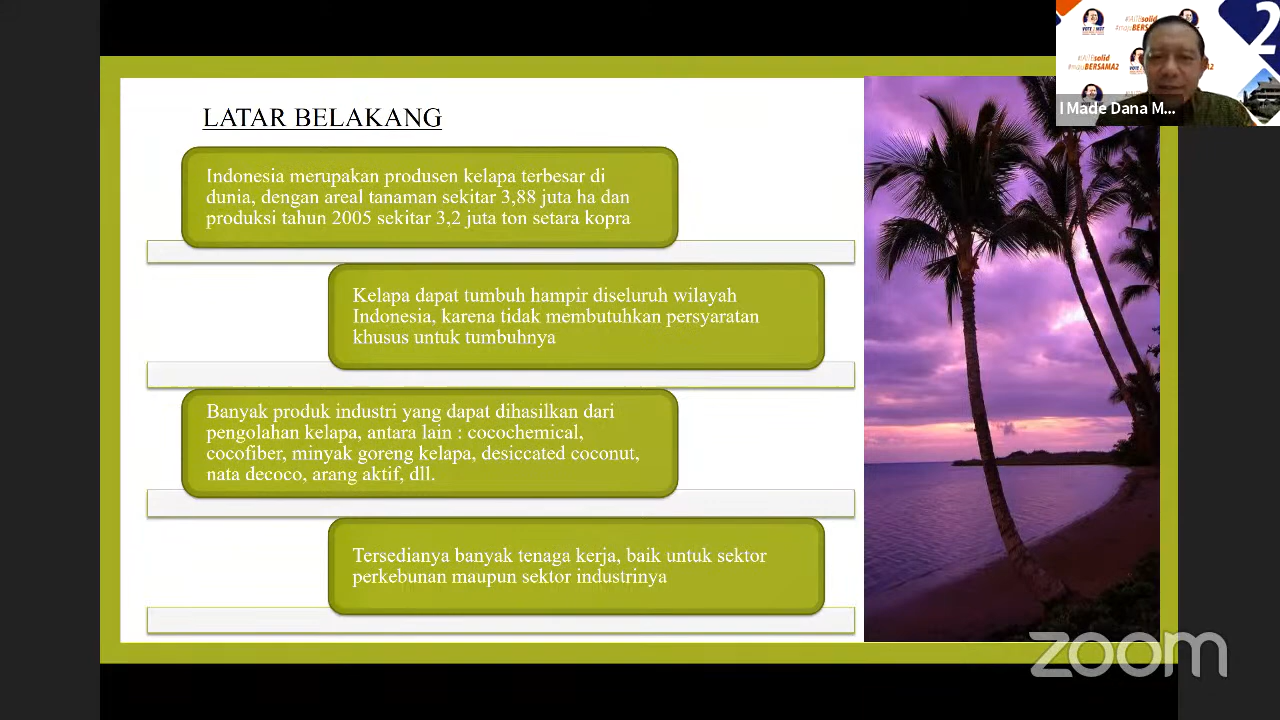 LATAR BELAKANG
Indonesia merupakan produsen kelapa terbesar di
dunia, dengan areal tanaman sekitar 3,88 juta ha dan
produksi tahun 2005 sekitar 3,2 juta ton setara kopra
Kelapa dapat tumbuh hampir diseluruh wilayah
Indonesia, karena tidak membutuhkan persyaratan
khusus untuk tumbuhnya
Banyak produk industri yang dapat dihasilkan dari
pengolahan kelapa, antara lain : cocochemical,
cocofiber, minyak goreng kelapa, desiccated coconut,
nata decoco, arang aktif, dll.
Tersedianya banyak tenaga kerja, baik untuk sektor
perkebunan maupun sektor industrinya
2
#majuBERSAMA2
I Made Dana M...
zoom